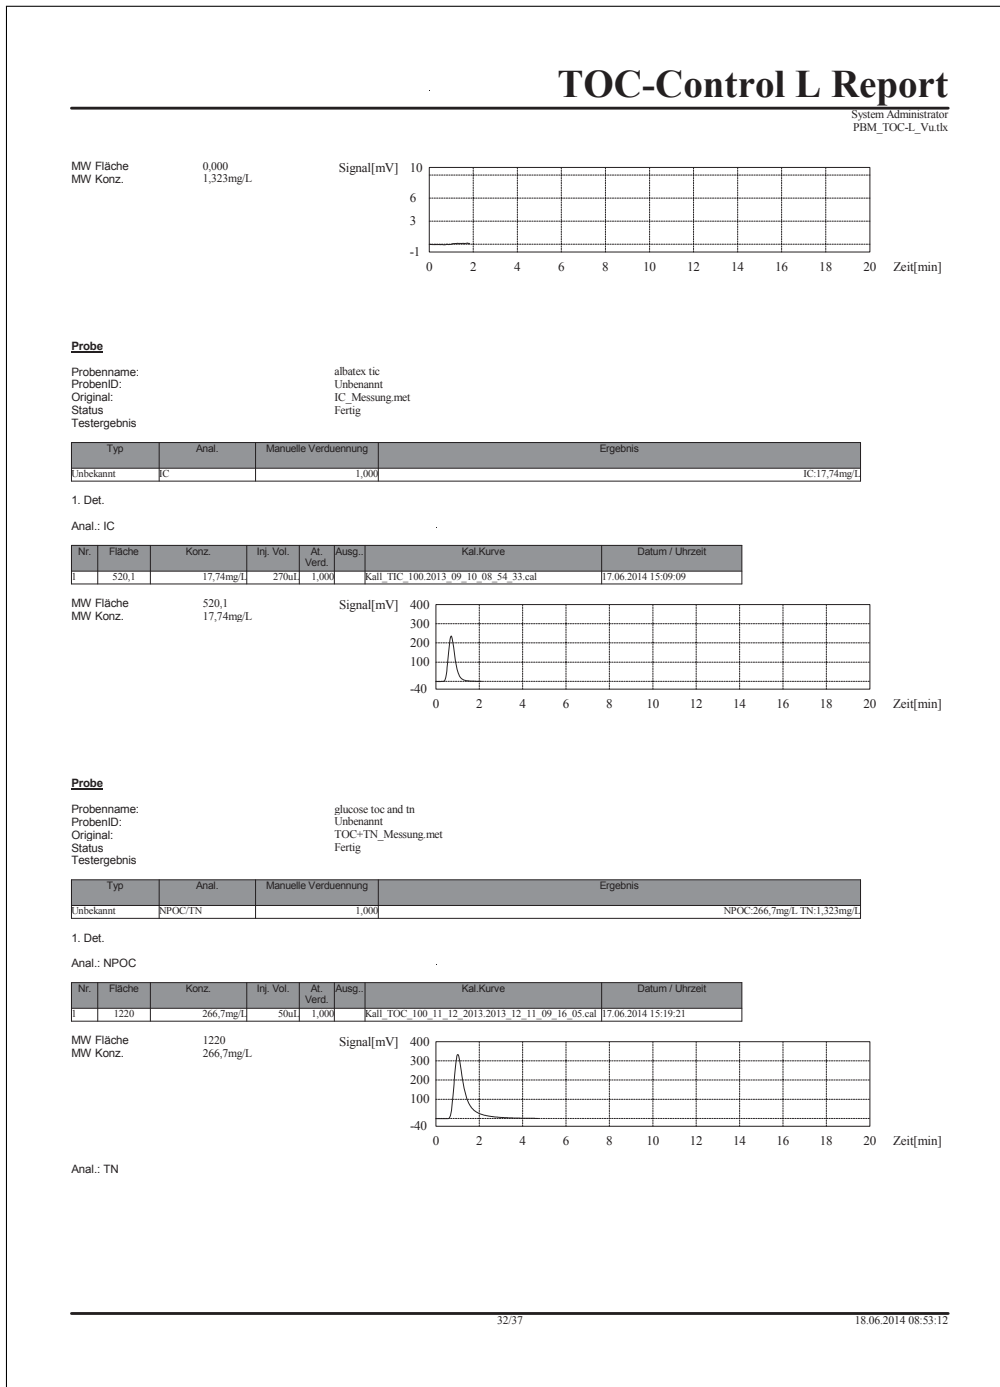 TOC-Control L Report
System Administrator
PBM_TOC-L_Vu.tlx
MW Fläche 0,000
MW Konz. 1,323mg/L
Signal[mV] 10
6
3
-1
0 2 4 6 8 10 12 14 16 18 20 Zeit[min]
Probe
Probenname: albatex tic
ProbenID: Unbenannt
Original: IC_Messung.met
Status Fertig
Testergebnis
Typ Anal. Manuelle Verduennung Ergebnis
Unbekannt IC 1,000 IC:17,74mg/L
1. Det.
Anal.: IC
Nr. Fläche Konz. Inj. Vol. At. Verd. Ausg.. Kal.Kurve Datum / Uhrzeit
1 520,1 17,74mg/L 270uL 1,000 Kall_TIC_100.2013_09_10_08_54_33.cal 17.06.2014 15:09:09
MW Fläche 520,1
MW Konz. 17,74mg/L
Signal[mV] 400
300
200
100
-40
0 2 4 6 8 10 12 14 16 18 20 Zeit[min]
Probe
Probenname: glucose toc and tn
ProbenID: Unbenannt
Original: TOC+TN_Messung.met
Status Fertig
Testergebnis
Typ Anal. Manuelle Verduennung Ergebnis
Unbekannt NPOC/TN 1,000 NPOC:266,7mg/L TN:1,323mg/L
1. Det.
Anal.: NPOC
Nr. Fläche Konz. Inj. Vol. At. Verd. Ausg.. Kal.Kurve Datum / Uhrzeit
1 1220 266,7mg/L 50uL 1,000 Kall_TOC_100_11_12_2013.2013_12_11_09_16_05.cal 17.06.2014 15:19:21
MW Fläche 1220
MW Konz. 266,7mg/L
Signal[mV] 400
300
200
100
-40
0 2 4 6 8 10 12 14 16 18 20 Zeit[min]
Anal.: TN
32/37
18.06.2014 08:53:12